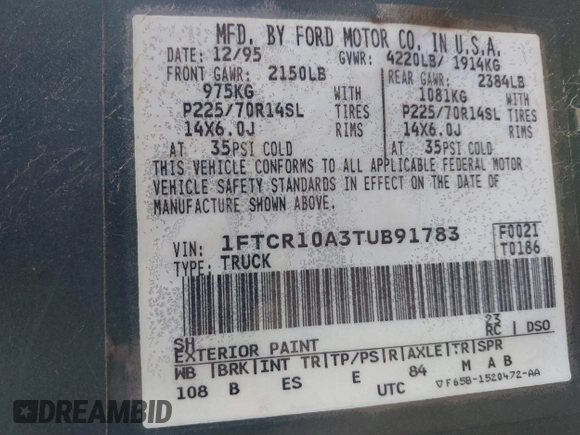 MFD. BY FORD MOTOR CO. IN U.S.A.
DATE: 12/95 GVWR: 4220LB/ 1914KG
FRONT GAWR: 2150LB REAR GAWR: 2384LB
975KG WITH 1081KG WITH
P225/70R14SL TIRES P225/70R14SL TIRES
14X6.0J RIMS 14X6.0J RIMS
AT 35PSI COLD AT 35PSI COLD
THIS VEHICLE CONFORMS TO ALL APPLICABLE FEDERAL MOTOR
VEHICLE SAFETY STANDARDS IN EFFECT ON THE DATE OF
MANUFACTURE SHOWN ABOVE.
VIN: 1FTCR10A3TUB91783 F0021
TYPE: TRUCK T0186
SH 23
EXTERIOR PAINT RC DSO
WB BRK INT TR TP/PS R AXLE TR SPR
108 B ES E 84 M A B
UTC ▽F65B-1520472-AA
DREAMBID